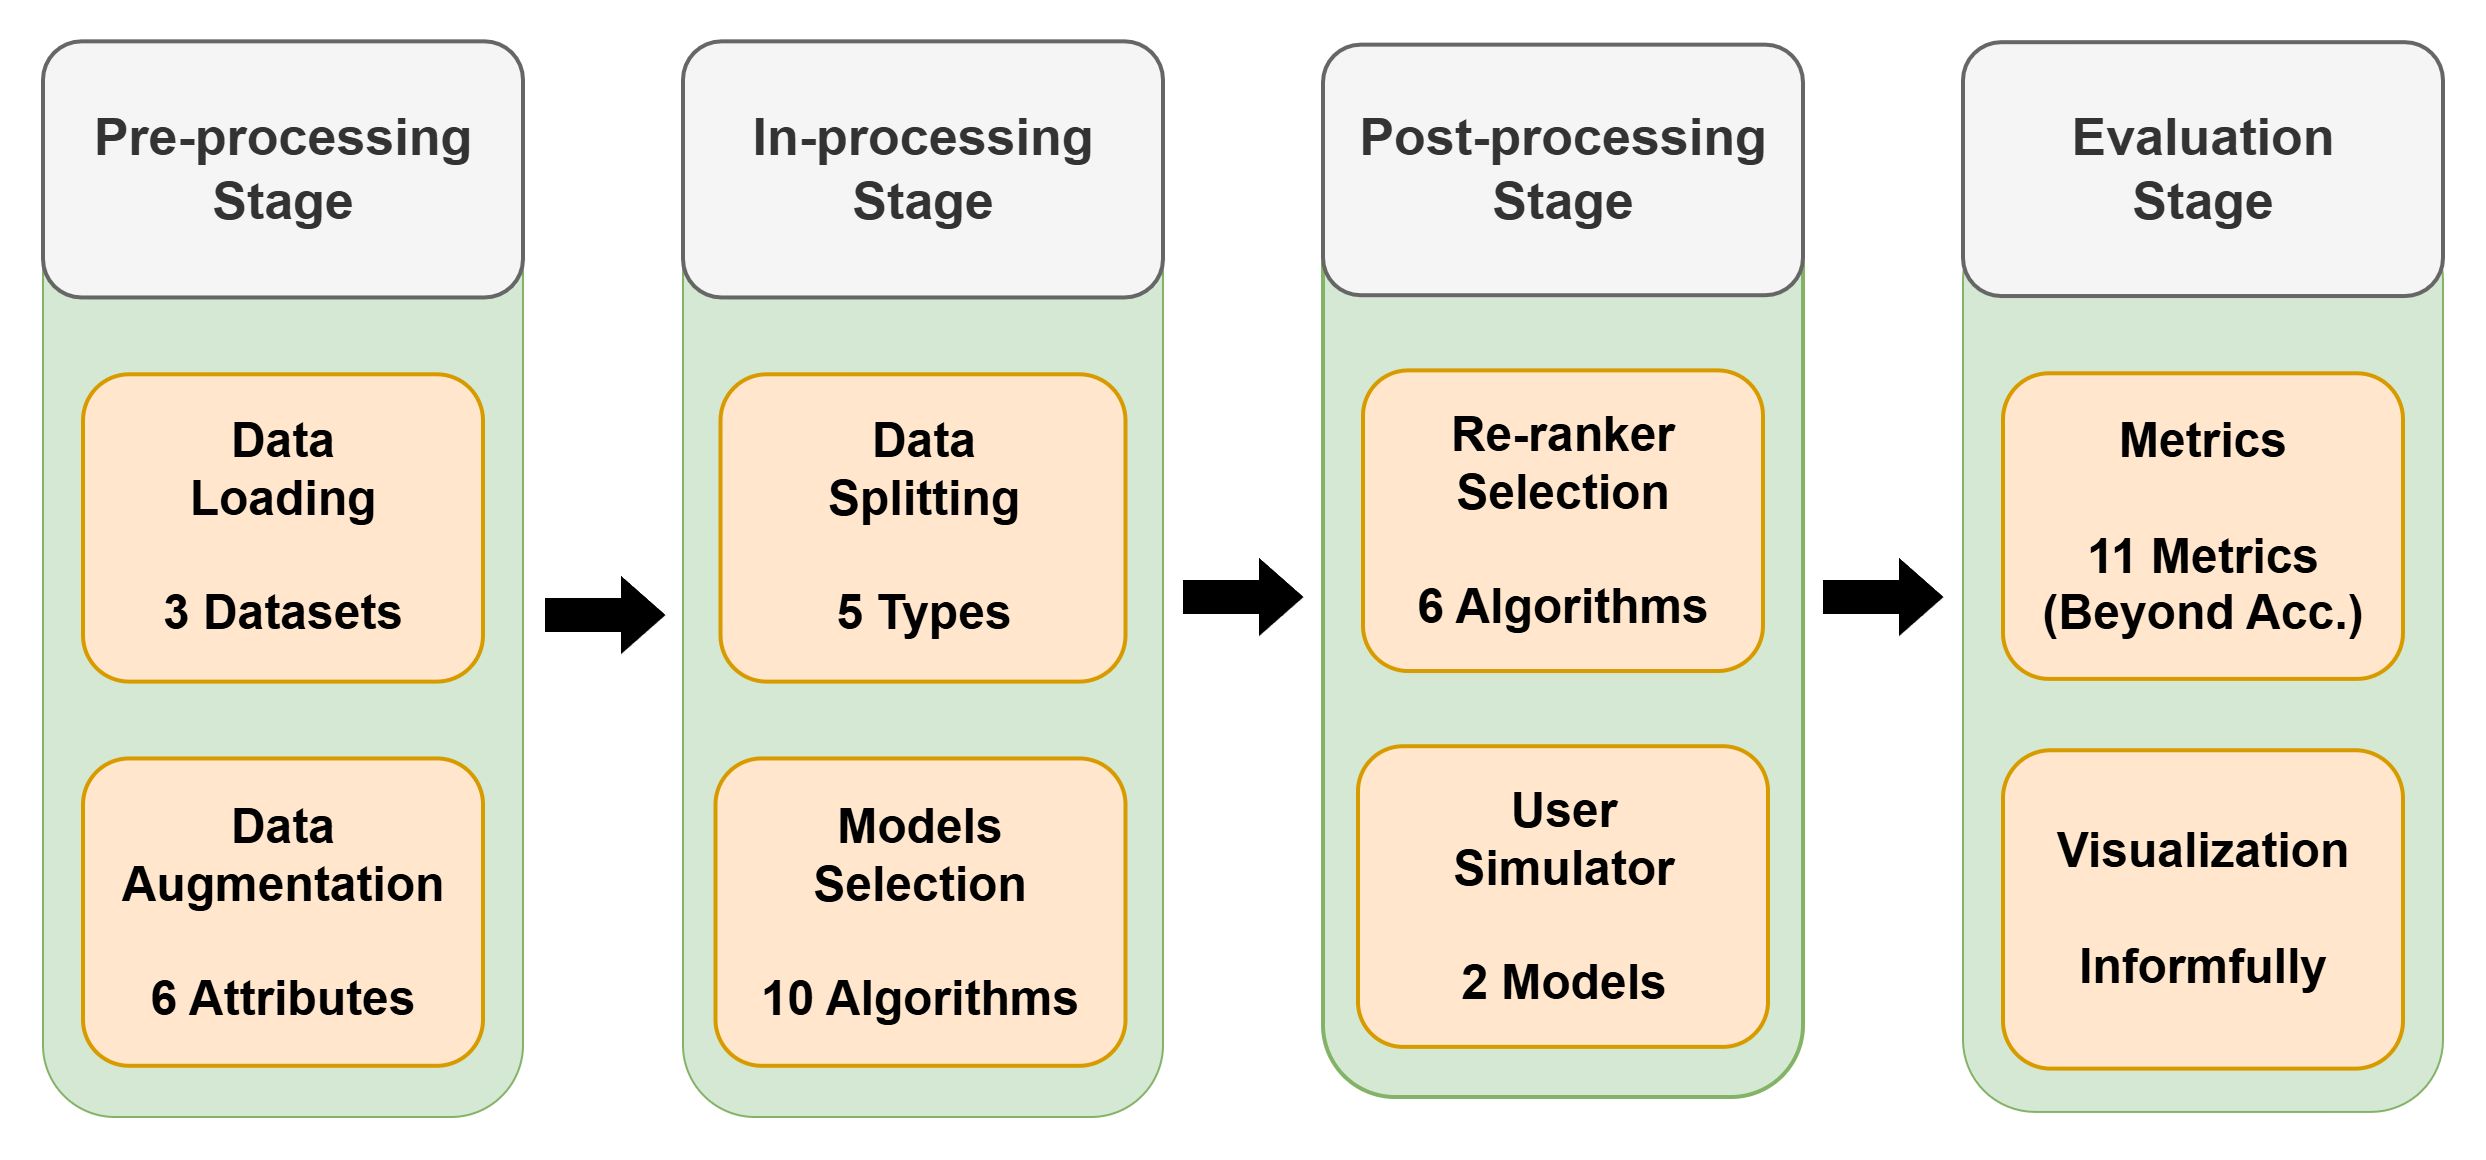 Pre-processing
Stage
Data
Loading
3 Datasets
Data
Augmentation
6 Attributes
In-processing
Stage
Data
Splitting
5 Types
Models
Selection
10 Algorithms
Post-processing
Stage
Re-ranker
Selection
6 Algorithms
User
Simulator
2 Models
Evaluation
Stage
Metrics
11 Metrics
(Beyond Acc.)
Visualization
Informfully